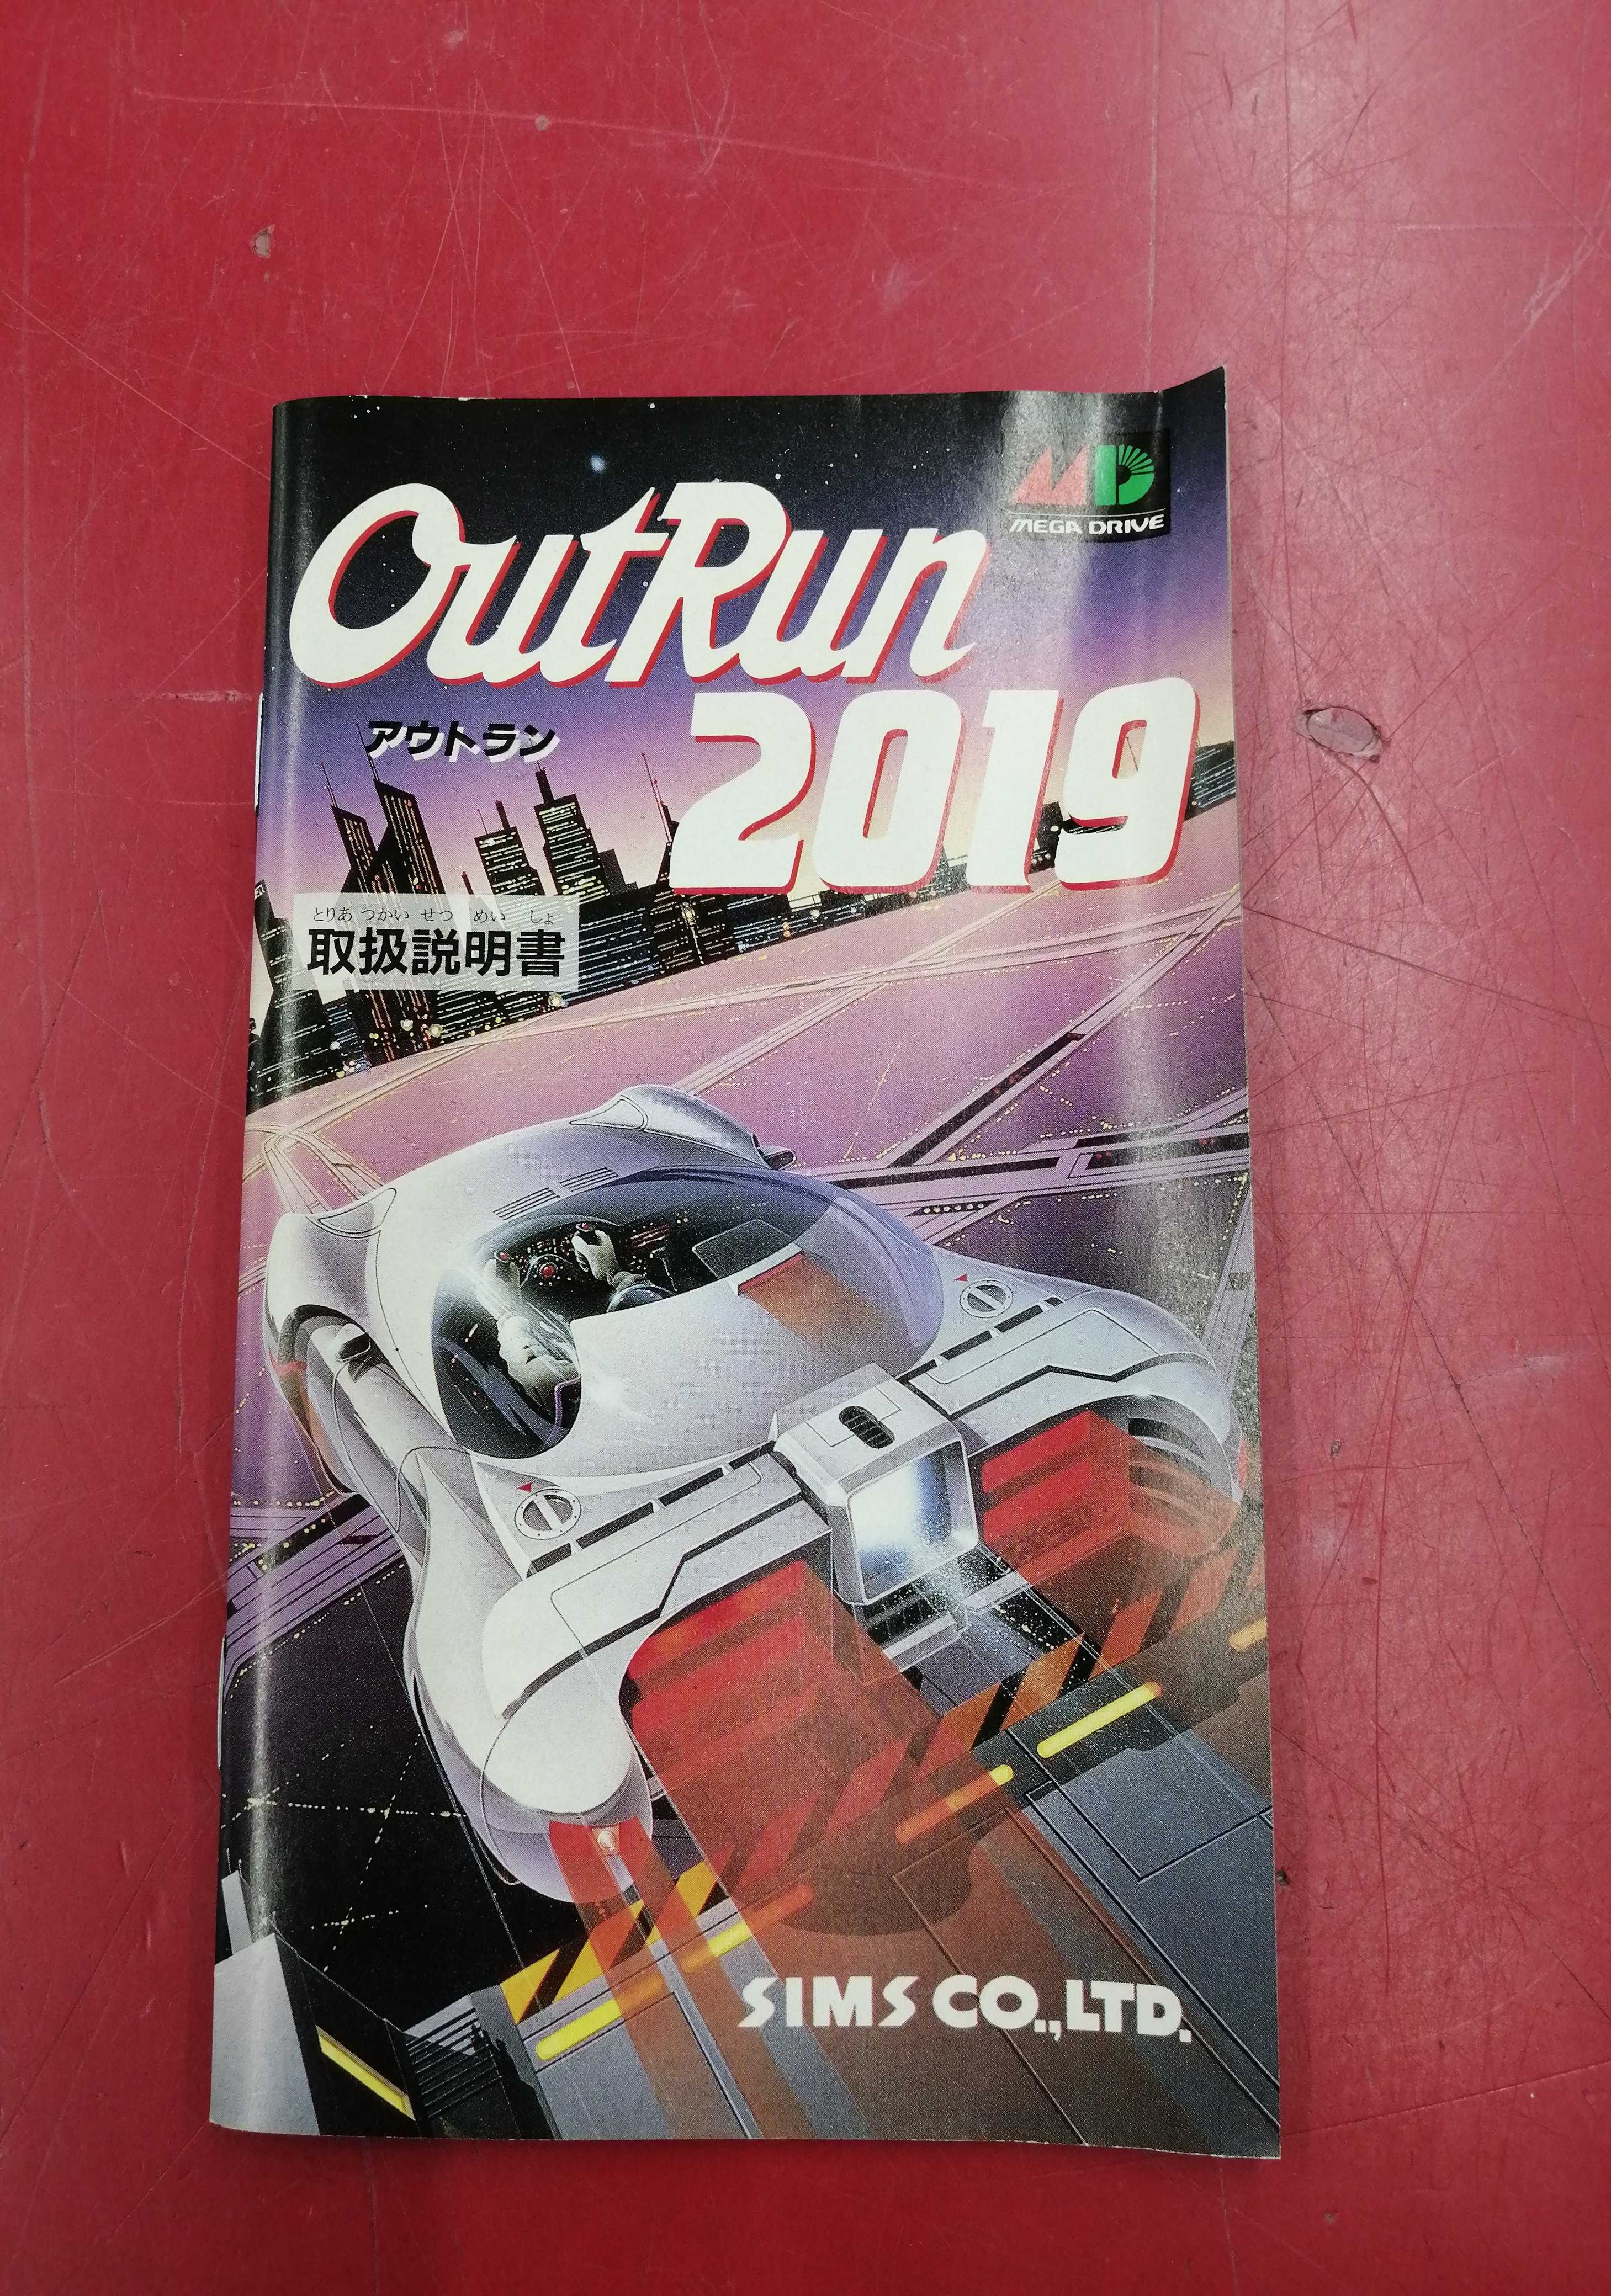 MD
MEGA DRIVE
OutRun
2019
アウトラン
とりあつかいせつめいしょ
取扱説明書
SIMS CO.,LTD.